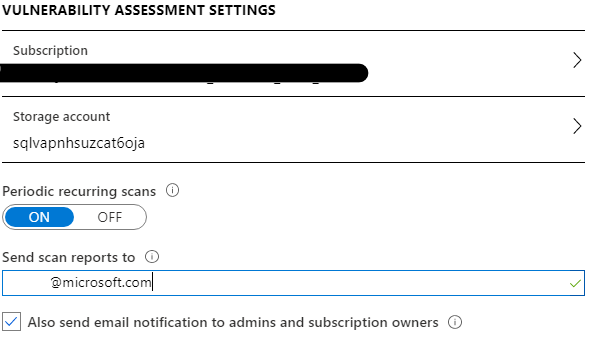 VULNERABILITY ASSESSMENT SETTINGS
Subscription
Storage account
sqlvapnhsuzcat6oja
Periodic recurring scans
ON OFF
Send scan reports to
@microsoft.com
Also send email notification to admins and subscription owners